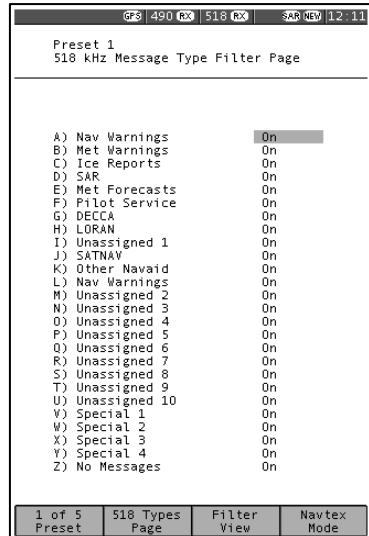 GPS 490 RX 518 RX SAR NEW 12:11
Preset 1
518 kHz Message Type Filter Page
A) Nav Warnings On
B) Met Warnings On
C) Ice Reports On
D) SAR On
E) Met Forecasts On
F) Pilot Service On
G) DECCA On
H) LORAN On
I) Unassigned 1 On
J) SATNAV On
K) Other Navaid On
L) Nav Warnings On
M) Unassigned 2 On
N) Unassigned 3 On
O) Unassigned 4 On
P) Unassigned 5 On
Q) Unassigned 6 On
R) Unassigned 7 On
S) Unassigned 8 On
T) Unassigned 9 On
U) Unassigned 10 On
V) Special 1 On
W) Special 2 On
X) Special 3 On
Y) Special 4 On
Z) No Messages On
1 of 5 518 Types Filter Navtex
Preset Page View Mode